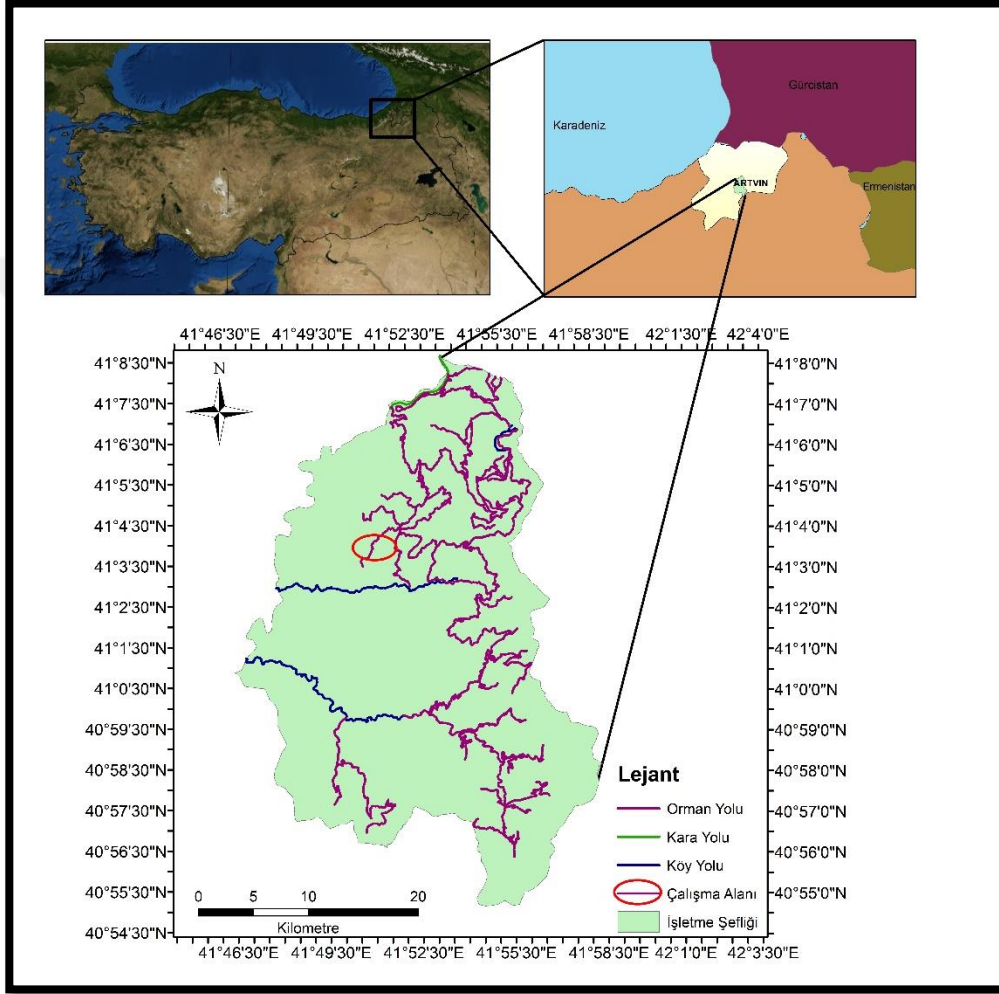 Gürcistan
Karadeniz
ARTVIN
Ermenistan
41°46'30"E 41°49'30"E 41°52'30"E 41°55'30"E 41°58'30"E 42°1'30"E 42°4'0"E
41°8'30"N 41°8'0"N
N
41°7'30"N 41°7'0"N
41°6'30"N 41°6'0"N
41°5'30"N 41°5'0"N
41°4'30"N 41°4'0"N
41°3'30"N 41°3'0"N
41°2'30"N 41°2'0"N
41°1'30"N 41°1'0"N
41°0'30"N 41°0'0"N
40°59'30"N 40°59'0"N
40°58'30"N 40°58'0"N
Lejant
40°57'30"N 40°57'0"N
Orman Yolu
Kara Yolu
40°56'30"N 40°56'0"N
Köy Yolu
40°55'30"N 40°55'0"N
Çalışma Alanı
0 5 10 20
İşletme Şefliği
Kilometre
40°54'30"N
41°46'30"E 41°49'30"E 41°52'30"E 41°55'30"E 41°58'30"E 42°1'0"E 42°3'30"E